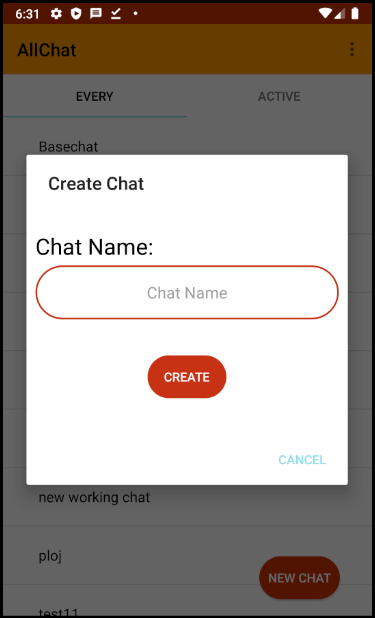 6:31
AllChat
EVERY ACTIVE
Basechat
Create Chat
Chat Name:
Chat Name
CREATE
CANCEL
new working chat
ploj
NEW CHAT
test11